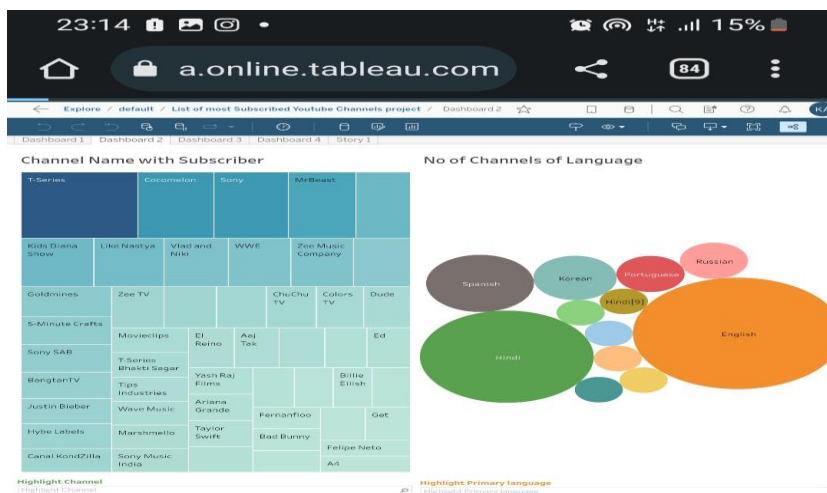 23:14
H+ 15%
a.online.tableau.com
84
Explore / default / List of most Subscribed Youtube Channels project / Dashboard 2
KA
Dashboard 1 Dashboard 2 Dashboard 3 Dashboard 4 Story 1
Channel Name with Subscriber
T-Series
Cocomelon
Sony
MrBeast
Kids Diana
Show
Like Nastya
Vlad and
Niki
WWE
Zee Music
Company
Goldmines
Zee TV
ChuChu
TV
Colors
TV
Dude
5-Minute Crafts
Movieclips
El
Reino
Aaj
Tak
Ed
Sony SAB
T-Series
Bhakti Sagar
BangtanTV
Tips
Industries
Yash Raj
Films
Billie
Eilish
Justin Bieber
Wave Music
Ariana
Grande
Fernanfloo
Get
Hybe Labels
Marshmello
Taylor
Swift
Bad Bunny
Felipe Neto
Canal KondZilla
Sony Music
India
A4
Highlight Channel
Highlight Channel
No of Channels of Language
Spanish
Korean
Portuguese
Russian
Hindi[9]
Hindi
English
Highlight Primary language
Highlight Primary language